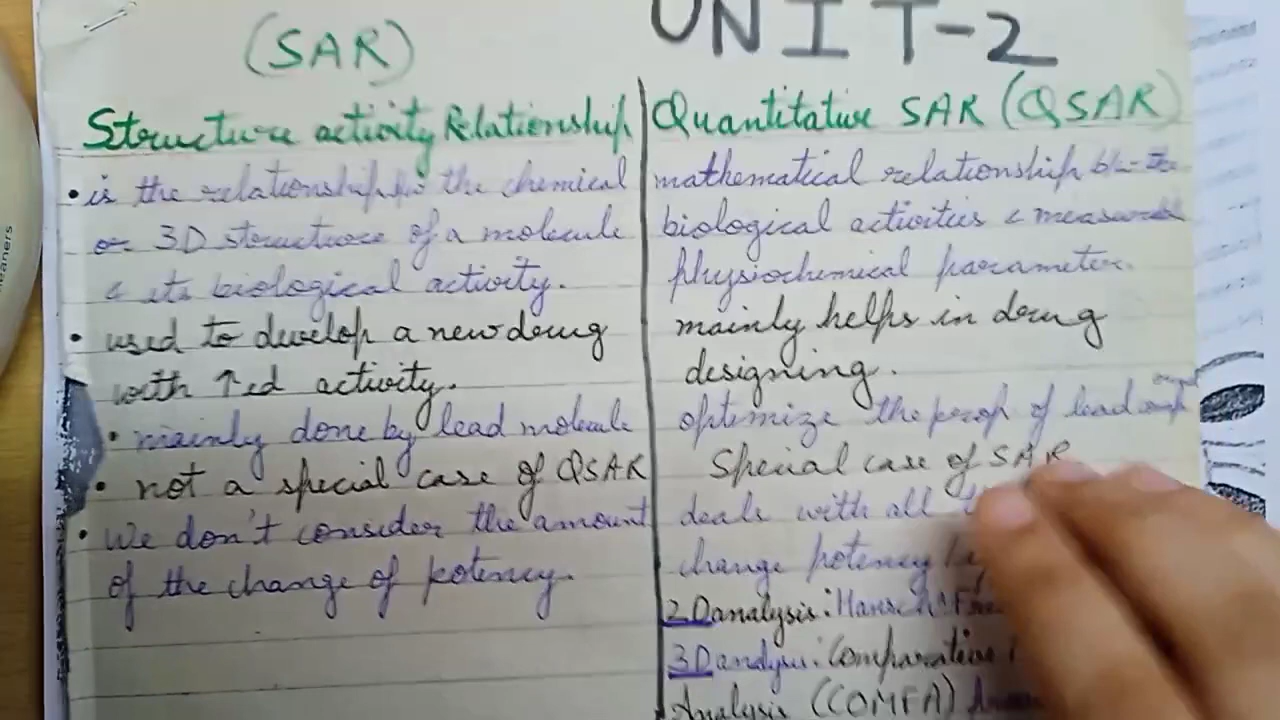 (SAR)
UNIT-2
Structure activity Relationship
• is the relationship the chemical
or 3D structure of a molecule
& its biological activity.
• used to develop a new drug
with ↑ed activity.
• mainly done by lead molecule
• not a special case of QSAR
• We don't consider the amount
of the change of potency.
Quantitative SAR (QSAR)
mathematical relationship b/w
biological activities & measured
physiochemical parameter.
mainly helps in drug
designing.
optimize the prop of lead
Special case of SAR
deals with all
change potency
2D analysis: Hansch
3D analysis: Comparative
Analysis (COMFA)
eaners